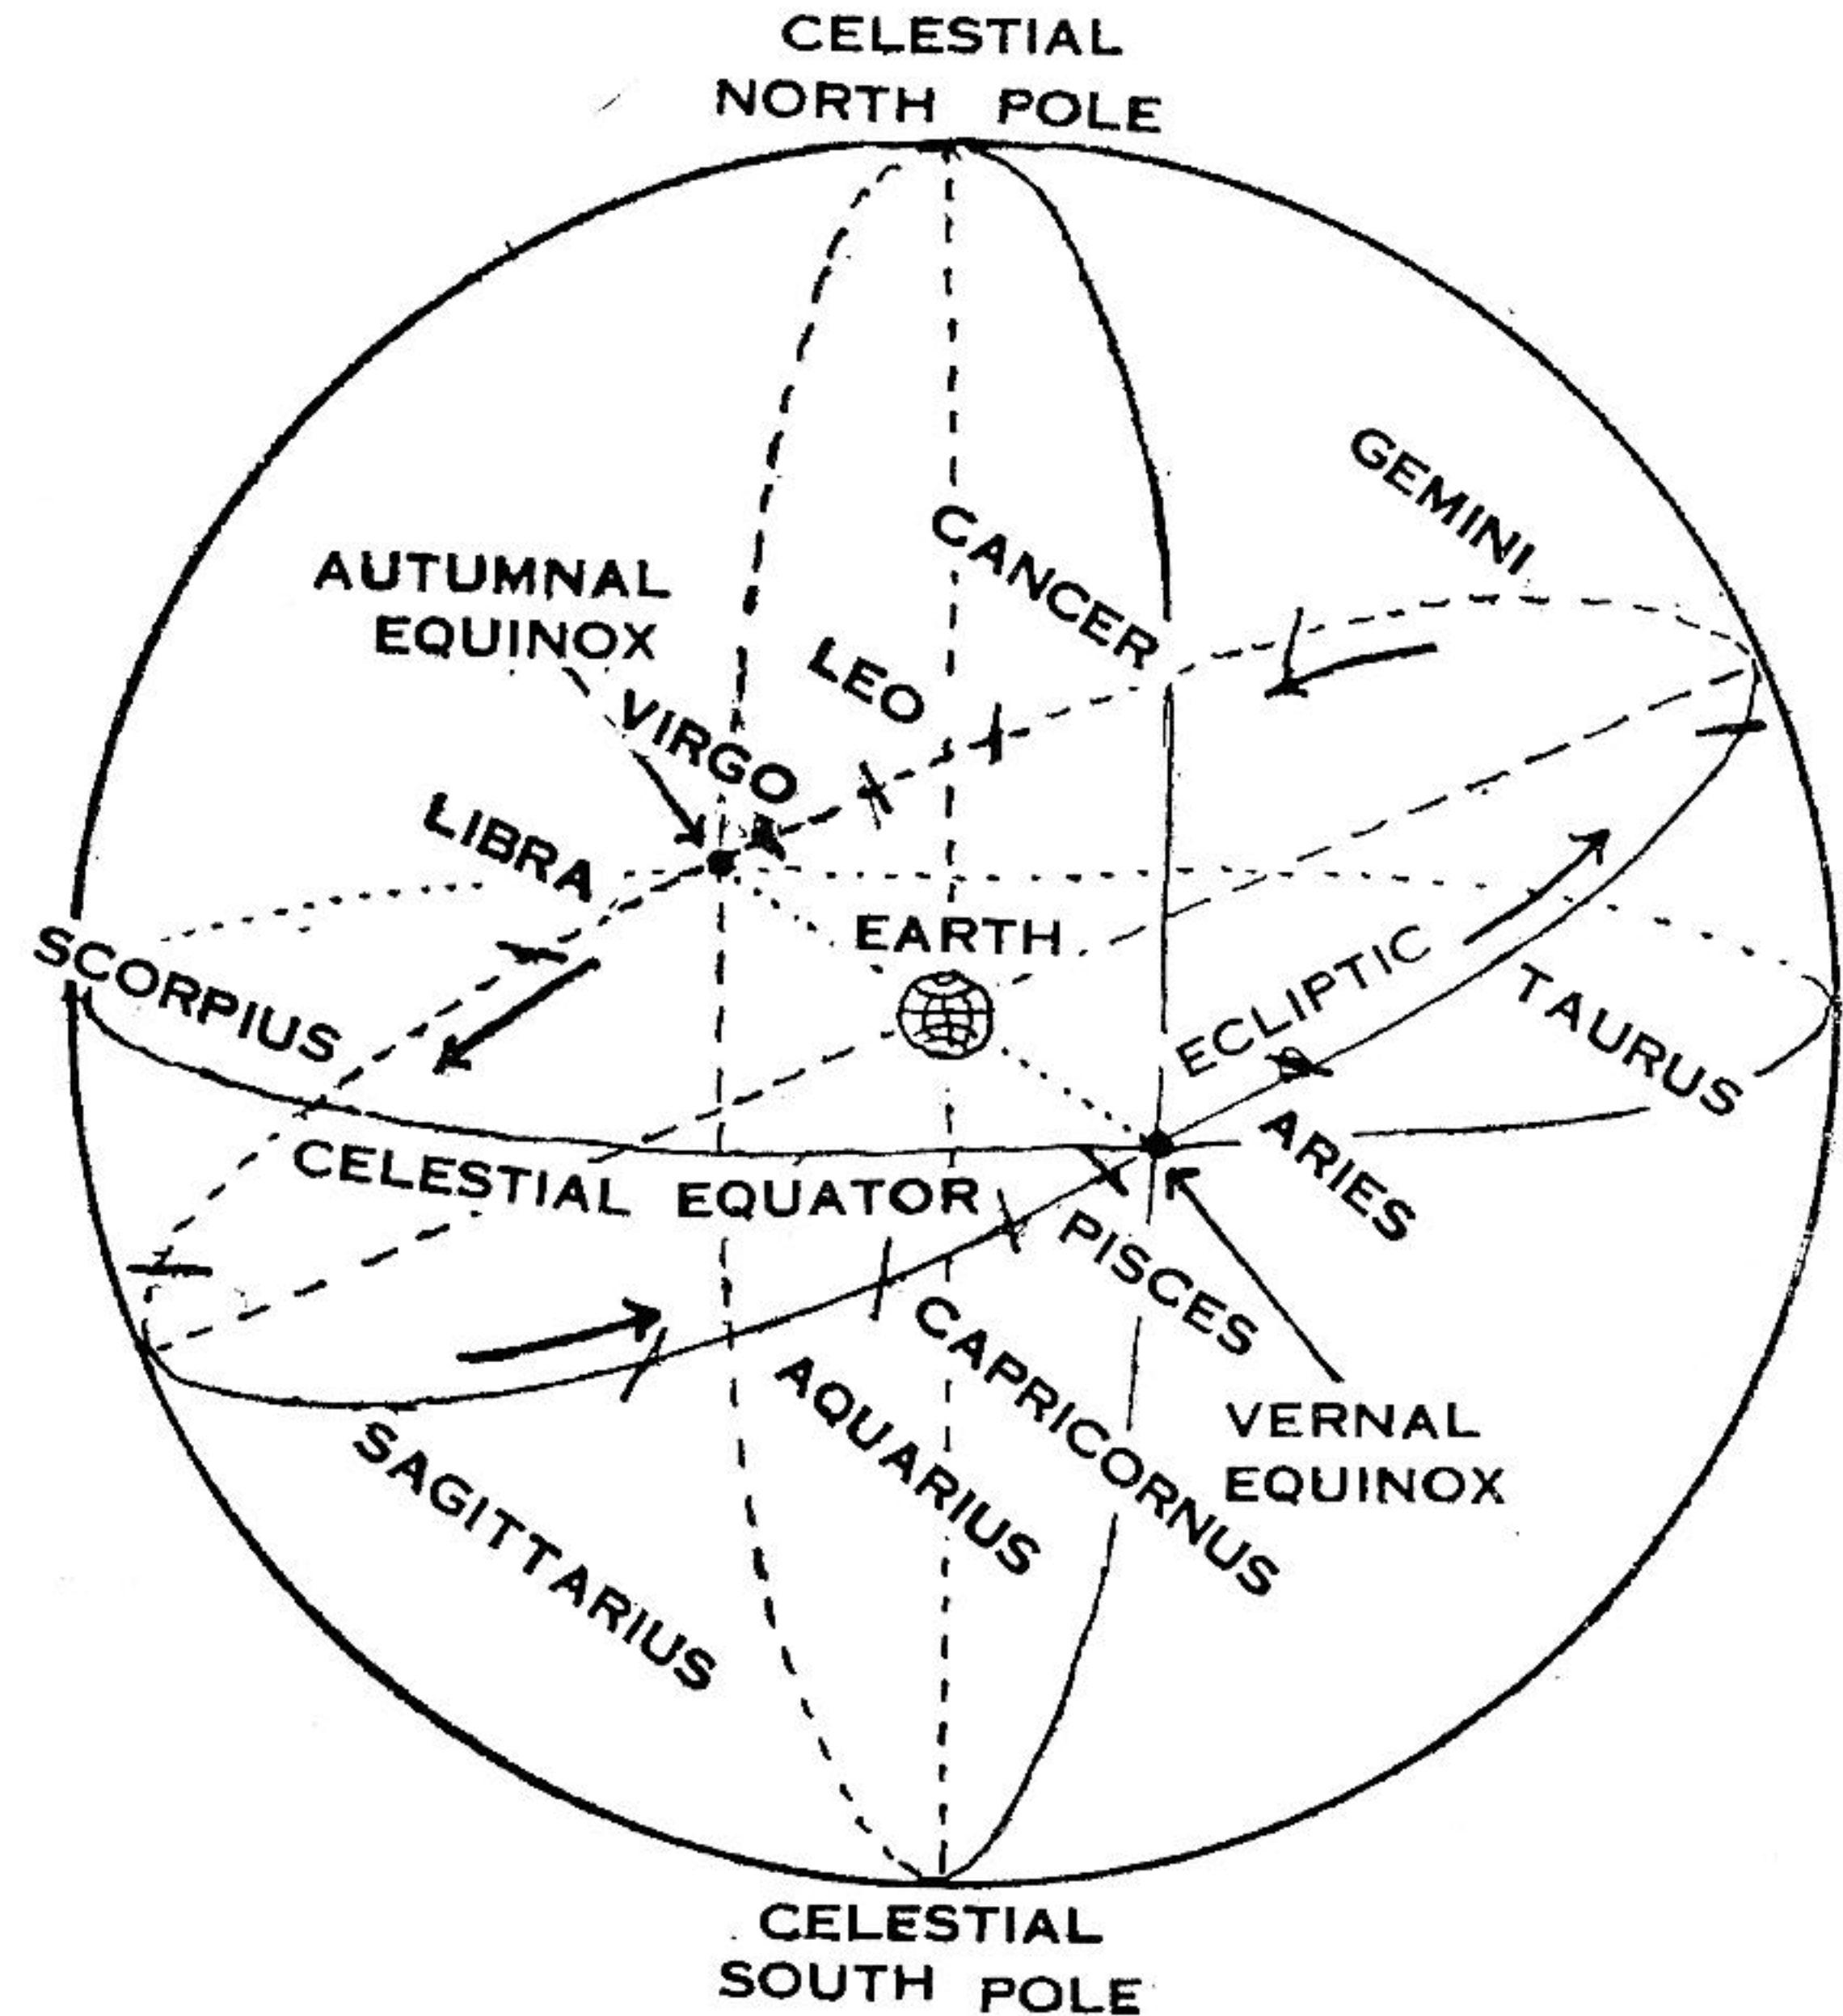 CELESTIAL
NORTH POLE
GEMINI
CANCER
AUTUMNAL
EQUINOX
LEO
VIRGO
LIBRA
EARTH
SCORPIUS
ECLIPTIC
TAURUS
ARIES
CELESTIAL EQUATOR
PISCES
CAPRICORNUS
AQUARIUS
SAGITTARIUS
VERNAL
EQUINOX
CELESTIAL
SOUTH POLE